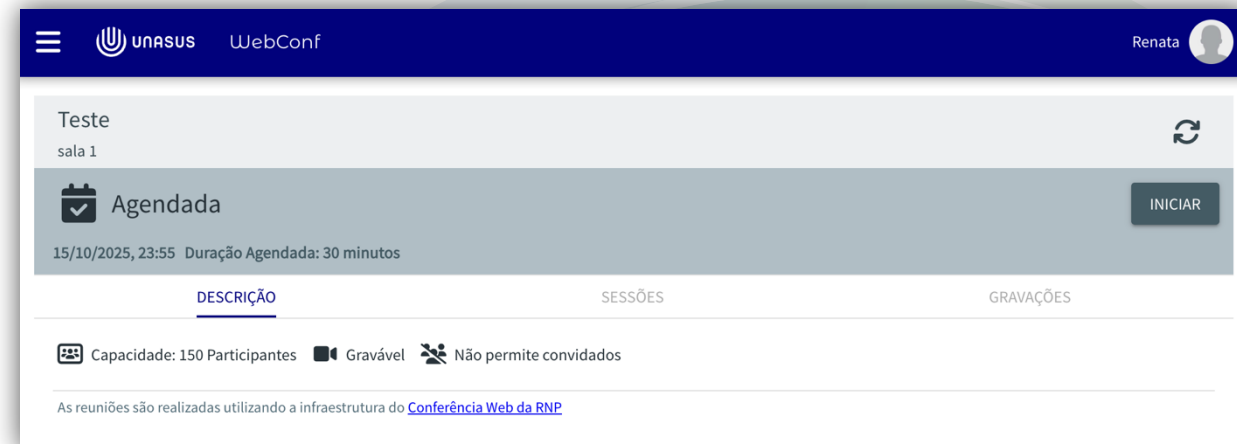 unasus WebConf Renata
Teste
sala 1
Agendada
INICIAR
15/10/2025, 23:55 Duração Agendada: 30 minutos
DESCRIÇÃO SESSÕES GRAVAÇÕES
Capacidade: 150 Participantes Gravável Não permite convidados
As reuniões são realizadas utilizando a infraestrutura do Conferência Web da RNP